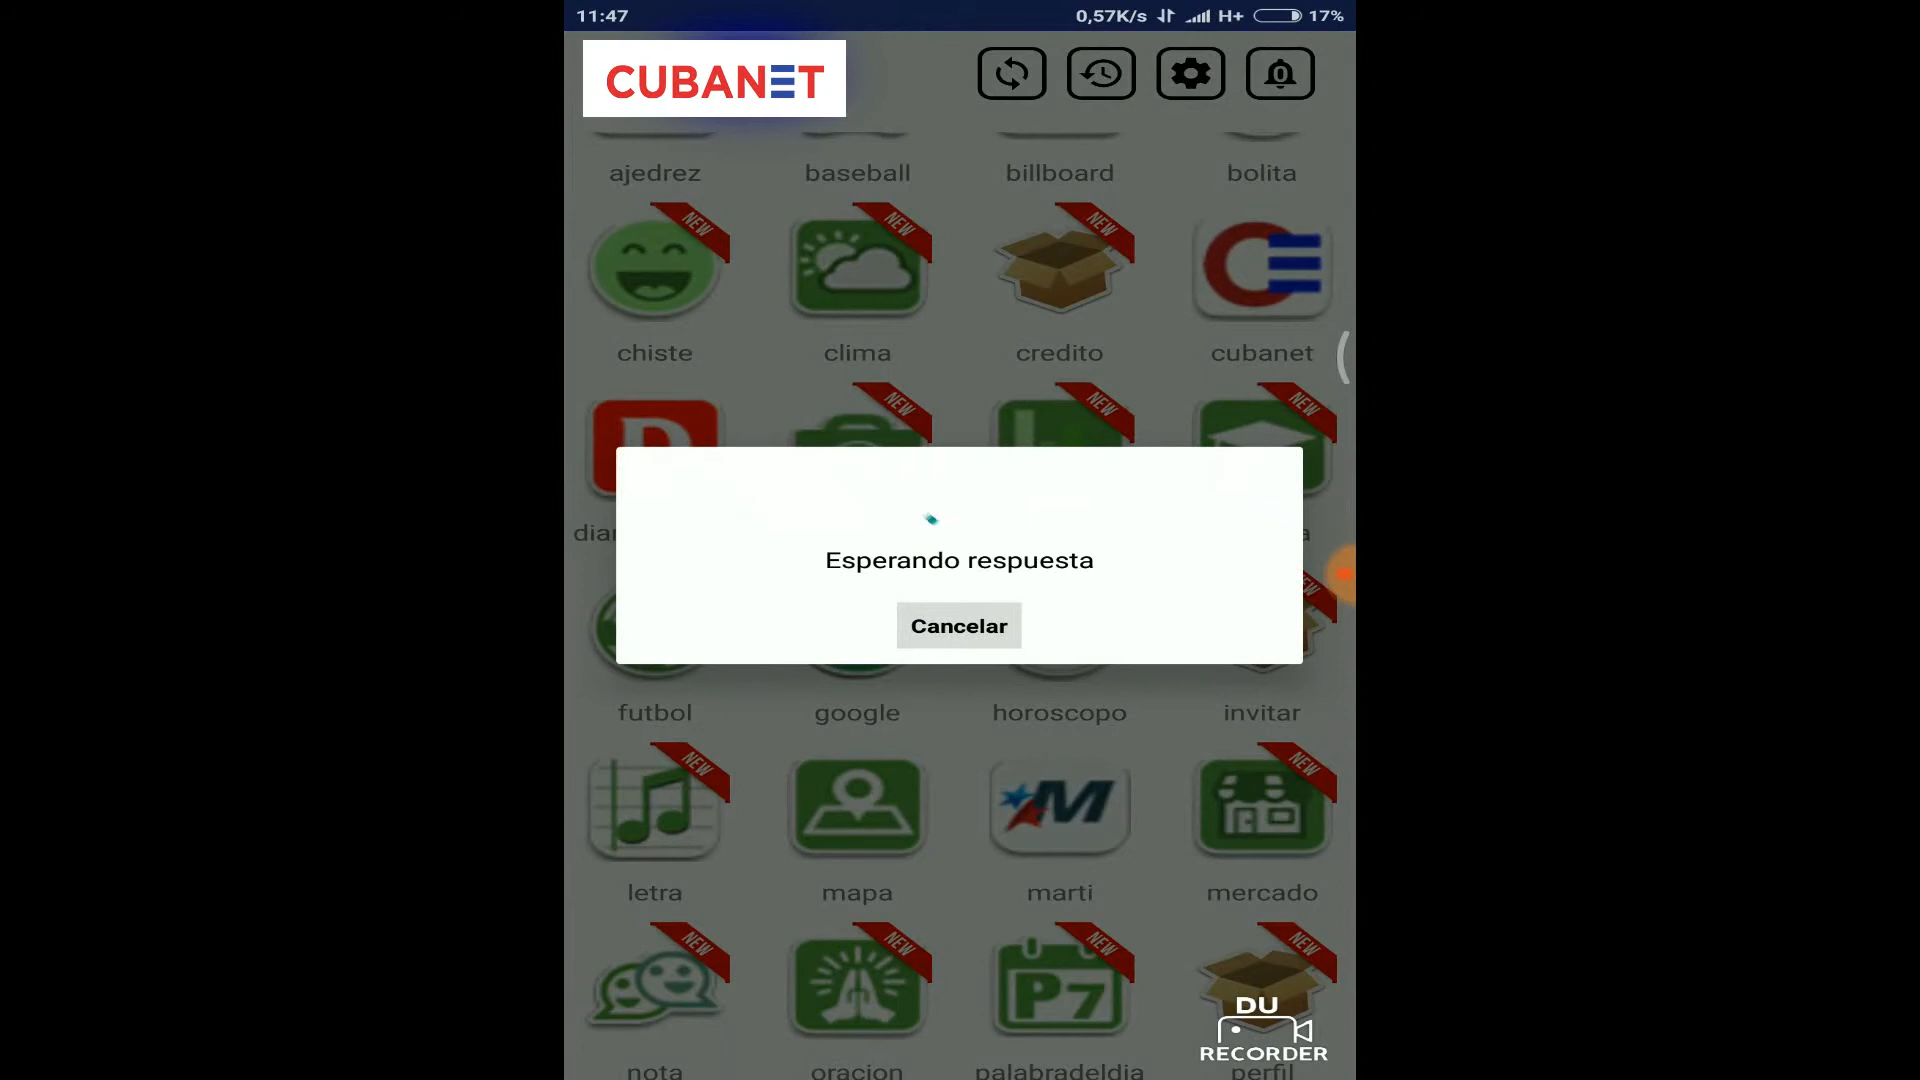 11:47
0,57K/s H+ 17%
CUBANET
0
ajedrez baseball billboard bolita
NEW NEW NEW
chiste clima credito cubanet
NEW NEW NEW
Esperando respuesta
Cancelar
futbol google horoscopo invitar
NEW NEW
M
letra mapa marti mercado
NEW NEW NEW NEW
P7
DU
RECORDER
nota oracion palabradeldia perfil